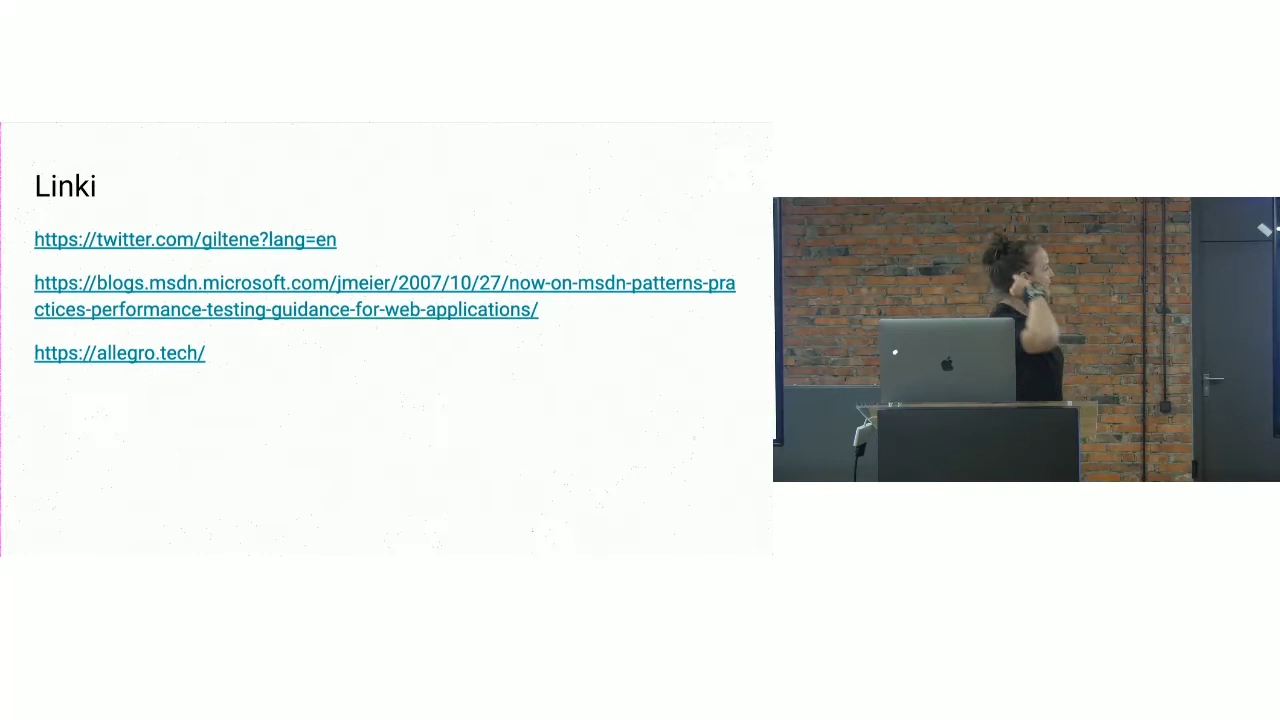 Linki
https://twitter.com/giltene?lang=en
https://blogs.msdn.microsoft.com/jmeier/2007/10/27/now-on-msdn-patterns-pra
ctices-performance-testing-guidance-for-web-applications/
https://allegro.tech/